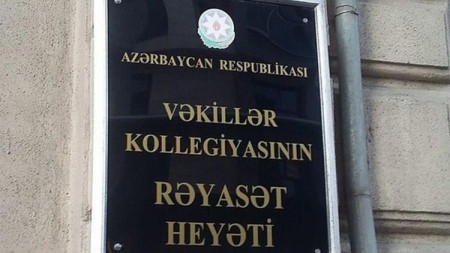 AZƏRBAYCAN RESPUBLİKASI
VƏKİLLƏR
KOLLEGİYASININ
RƏYASƏT
HEYƏTİ